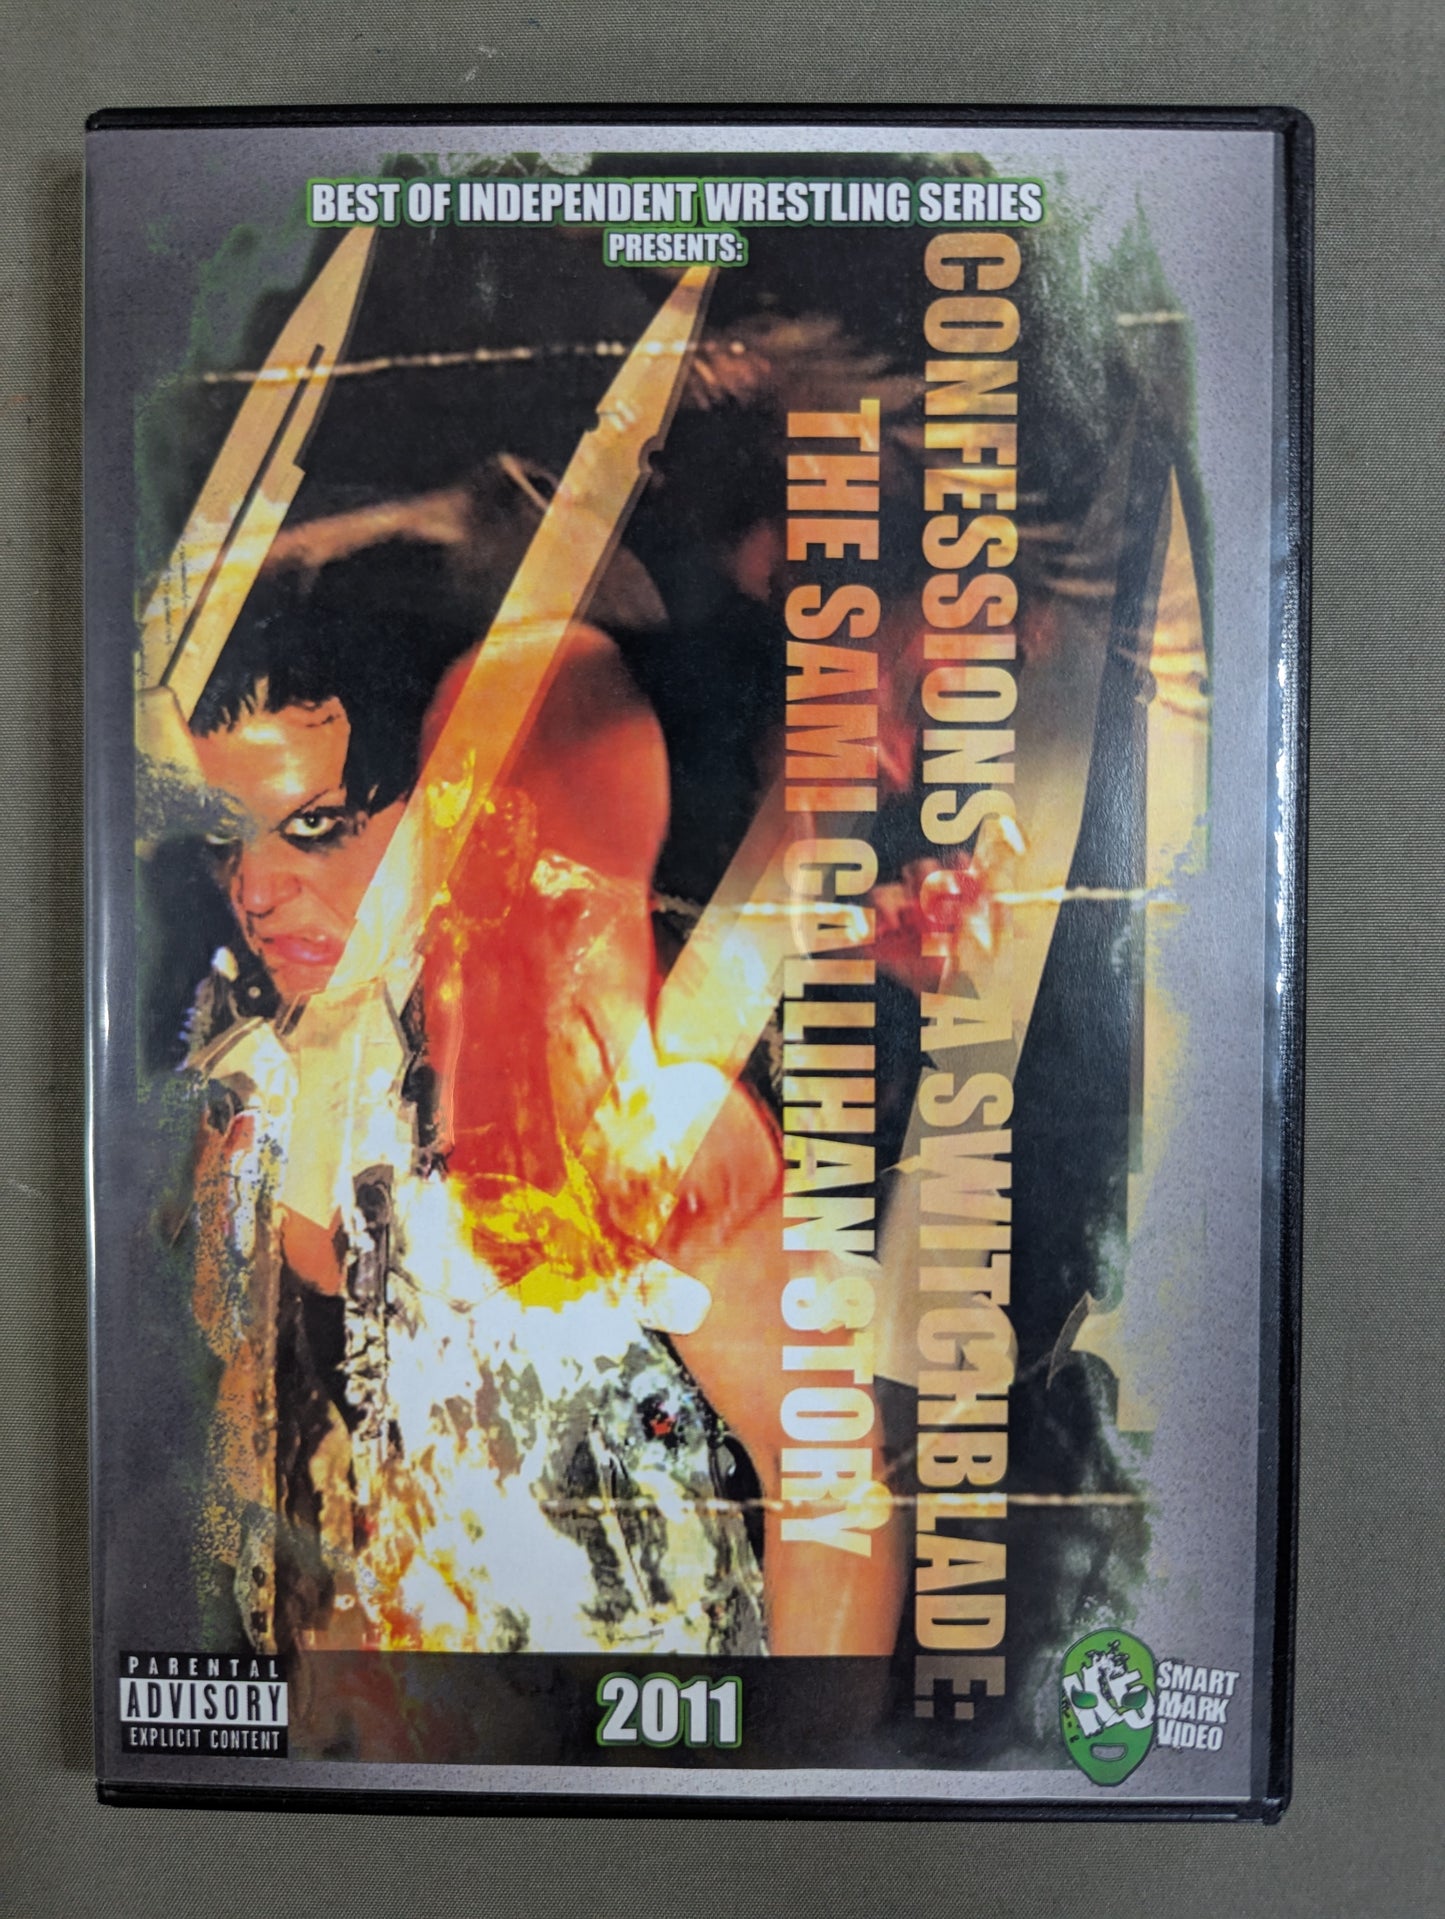 BEST OF INDEPENDENT WRESTLING SERIES
PRESENTS:
CONFESSIONS OF A SWITCHBLADE:
THE SAMI CALLIHAN STORY
PARENTAL
ADVISORY
EXPLICIT CONTENT
2011
SMART
MARK
VIDEO